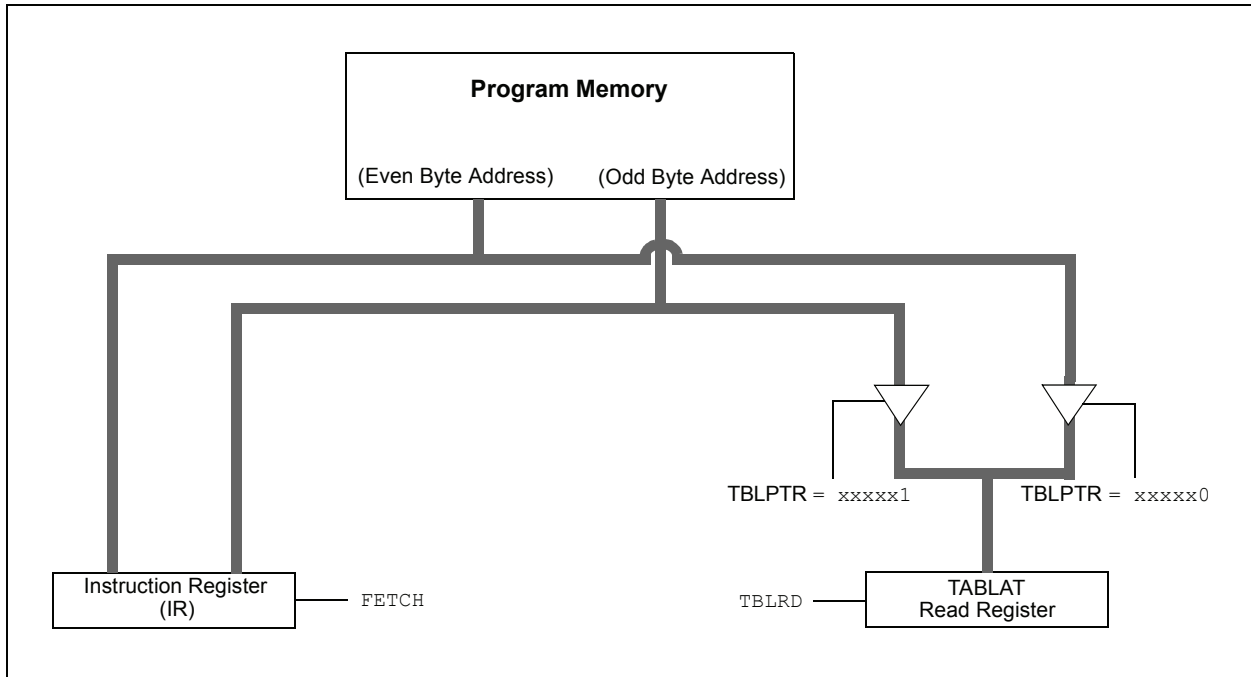 Program Memory
(Even Byte Address)
(Odd Byte Address)
TBLPTR = xxxxx1
TBLPTR = xxxxx0
Instruction Register
(IR)
FETCH
TBLRD
TABLAT
Read Register